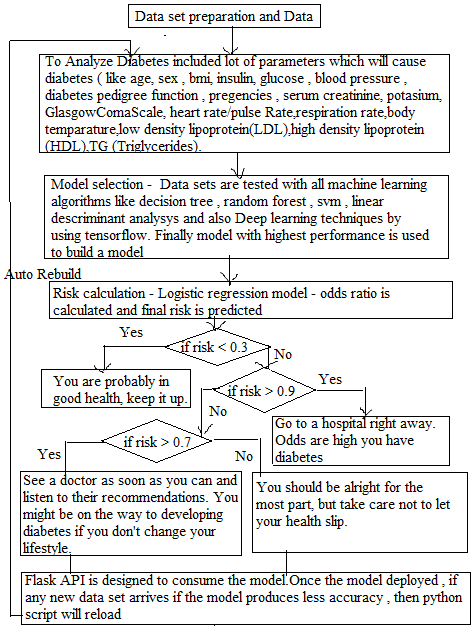 Data set preparation and Data
To Analyze Diabetes included lot of parameters which will cause
diabetes ( like age, sex , bmi, insulin, glucose , blood pressure ,
diabetes pedigree function , pregencies , serum creatinine, potasium,
GlasgowComaScale, heart rate/pulse Rate,respiration rate,body
temparature,low density lipoprotein(LDL),high density lipoprotein
(HDL),TG (Triglycerides).
Model selection - Data sets are tested with all machine learning
algorithms like decision tree , random forest , svm , linear
descriminant analysys and also Deep learning techniques by
using tensorflow. Finally model with highest performance is used
to build a model
Auto Rebuild
Risk calculation - Logistic regression model - odds ratio is
calculated and final risk is predicted
Yes
if risk < 0.3
No
You are probably in
good health, keep it up.
if risk > 0.9
Yes
No
Go to a hospital right away.
Odds are high you have
diabetes
Yes
if risk > 0.7
No
See a doctor as soon as you can and
listen to their recommendations. You
might be on the way to developing
diabetes if you don't change your
lifestyle.
You should be alright for the
most part, but take care not to let
your health slip.
Flask API is designed to consume the model.Once the model deployed , if
any new data set arrives if the model produces less accuracy , then python
script will reload